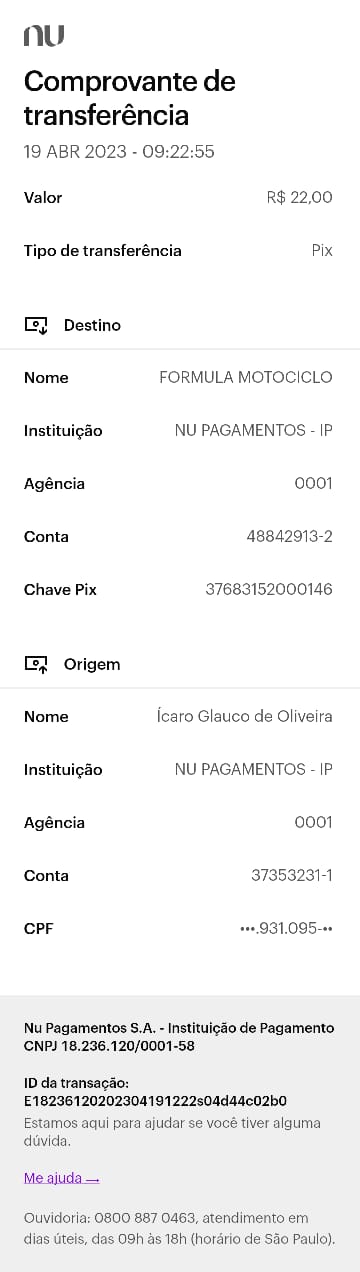 nu
Comprovante de
transferência
19 ABR 2023 - 09:22:55
Valor R$ 22,00
Tipo de transferência Pix
Destino
Nome FORMULA MOTOCICLO
Instituição NU PAGAMENTOS - IP
Agência 0001
Conta 48842913-2
Chave Pix 37683152000146
Origem
Nome Ícaro Glauco de Oliveira
Instituição NU PAGAMENTOS - IP
Agência 0001
Conta 37353231-1
CPF •••.931.095-••
Nu Pagamentos S.A. - Instituição de Pagamento
CNPJ 18.236.120/0001-58
ID da transação:
E18236120202304191222s04d44c02b0
Estamos aqui para ajudar se você tiver alguma
dúvida.
Me ajuda →
Ouvidoria: 0800 887 0463, atendimento em
dias úteis, das 09h às 18h (horário de São Paulo).